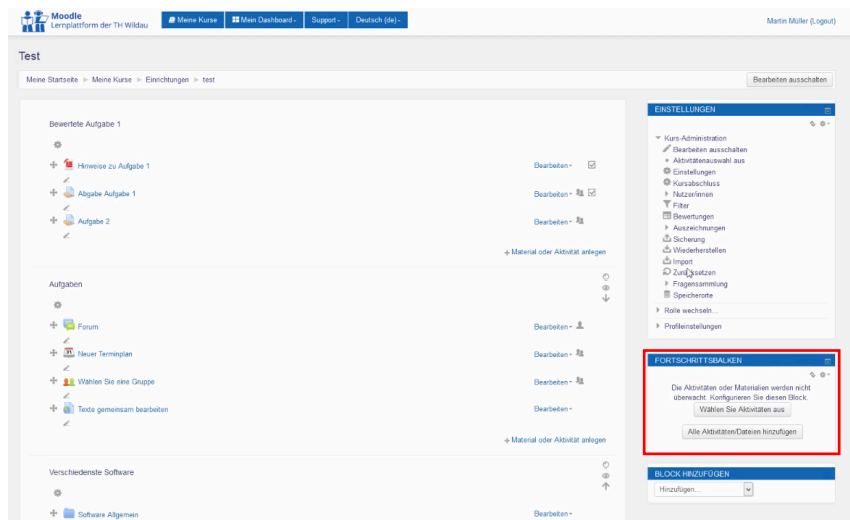 Moodle
Lernplattform der TH Wildau
Meine Kurse
Mein Dashboard
Support
Deutsch (de)
Martin Müller (Logout)
Test
Meine Startseite ► Meine Kurse ► Einrichtungen ► test
Bearbeiten ausschalten
Bewertete Aufgabe 1
Hinweise zu Aufgabe 1
Bearbeiten
Abgabe Aufgabe 1
Bearbeiten
Aufgabe 2
Bearbeiten
+ Material oder Aktivität anlegen
Aufgaben
Forum
Bearbeiten
Neuer Terminplan
Bearbeiten
Wählen Sie eine Gruppe
Bearbeiten
Texte gemeinsam bearbeiten
Bearbeiten
+ Material oder Aktivität anlegen
Verschiedenste Software
Software Allgemein
Bearbeiten
EINSTELLUNGEN
Kurs-Administration
Bearbeiten ausschalten
Aktivitätenauswahl aus
Einstellungen
Kursabschluss
Nutzer/innen
Filter
Bewertungen
Auszeichnungen
Sicherung
Wiederherstellen
Import
Zurücksetzen
Fragensammlung
Speicherorte
Rolle wechseln...
Profileinstellungen
FORTSCHRITTSBALKEN
Die Aktivitäten oder Materialien werden nicht
überwacht. Konfigurieren Sie diesen Block.
Wählen Sie Aktivitäten aus
Alle Aktivitäten/Dateien hinzufügen
BLOCK HINZUFÜGEN
Hinzufügen...